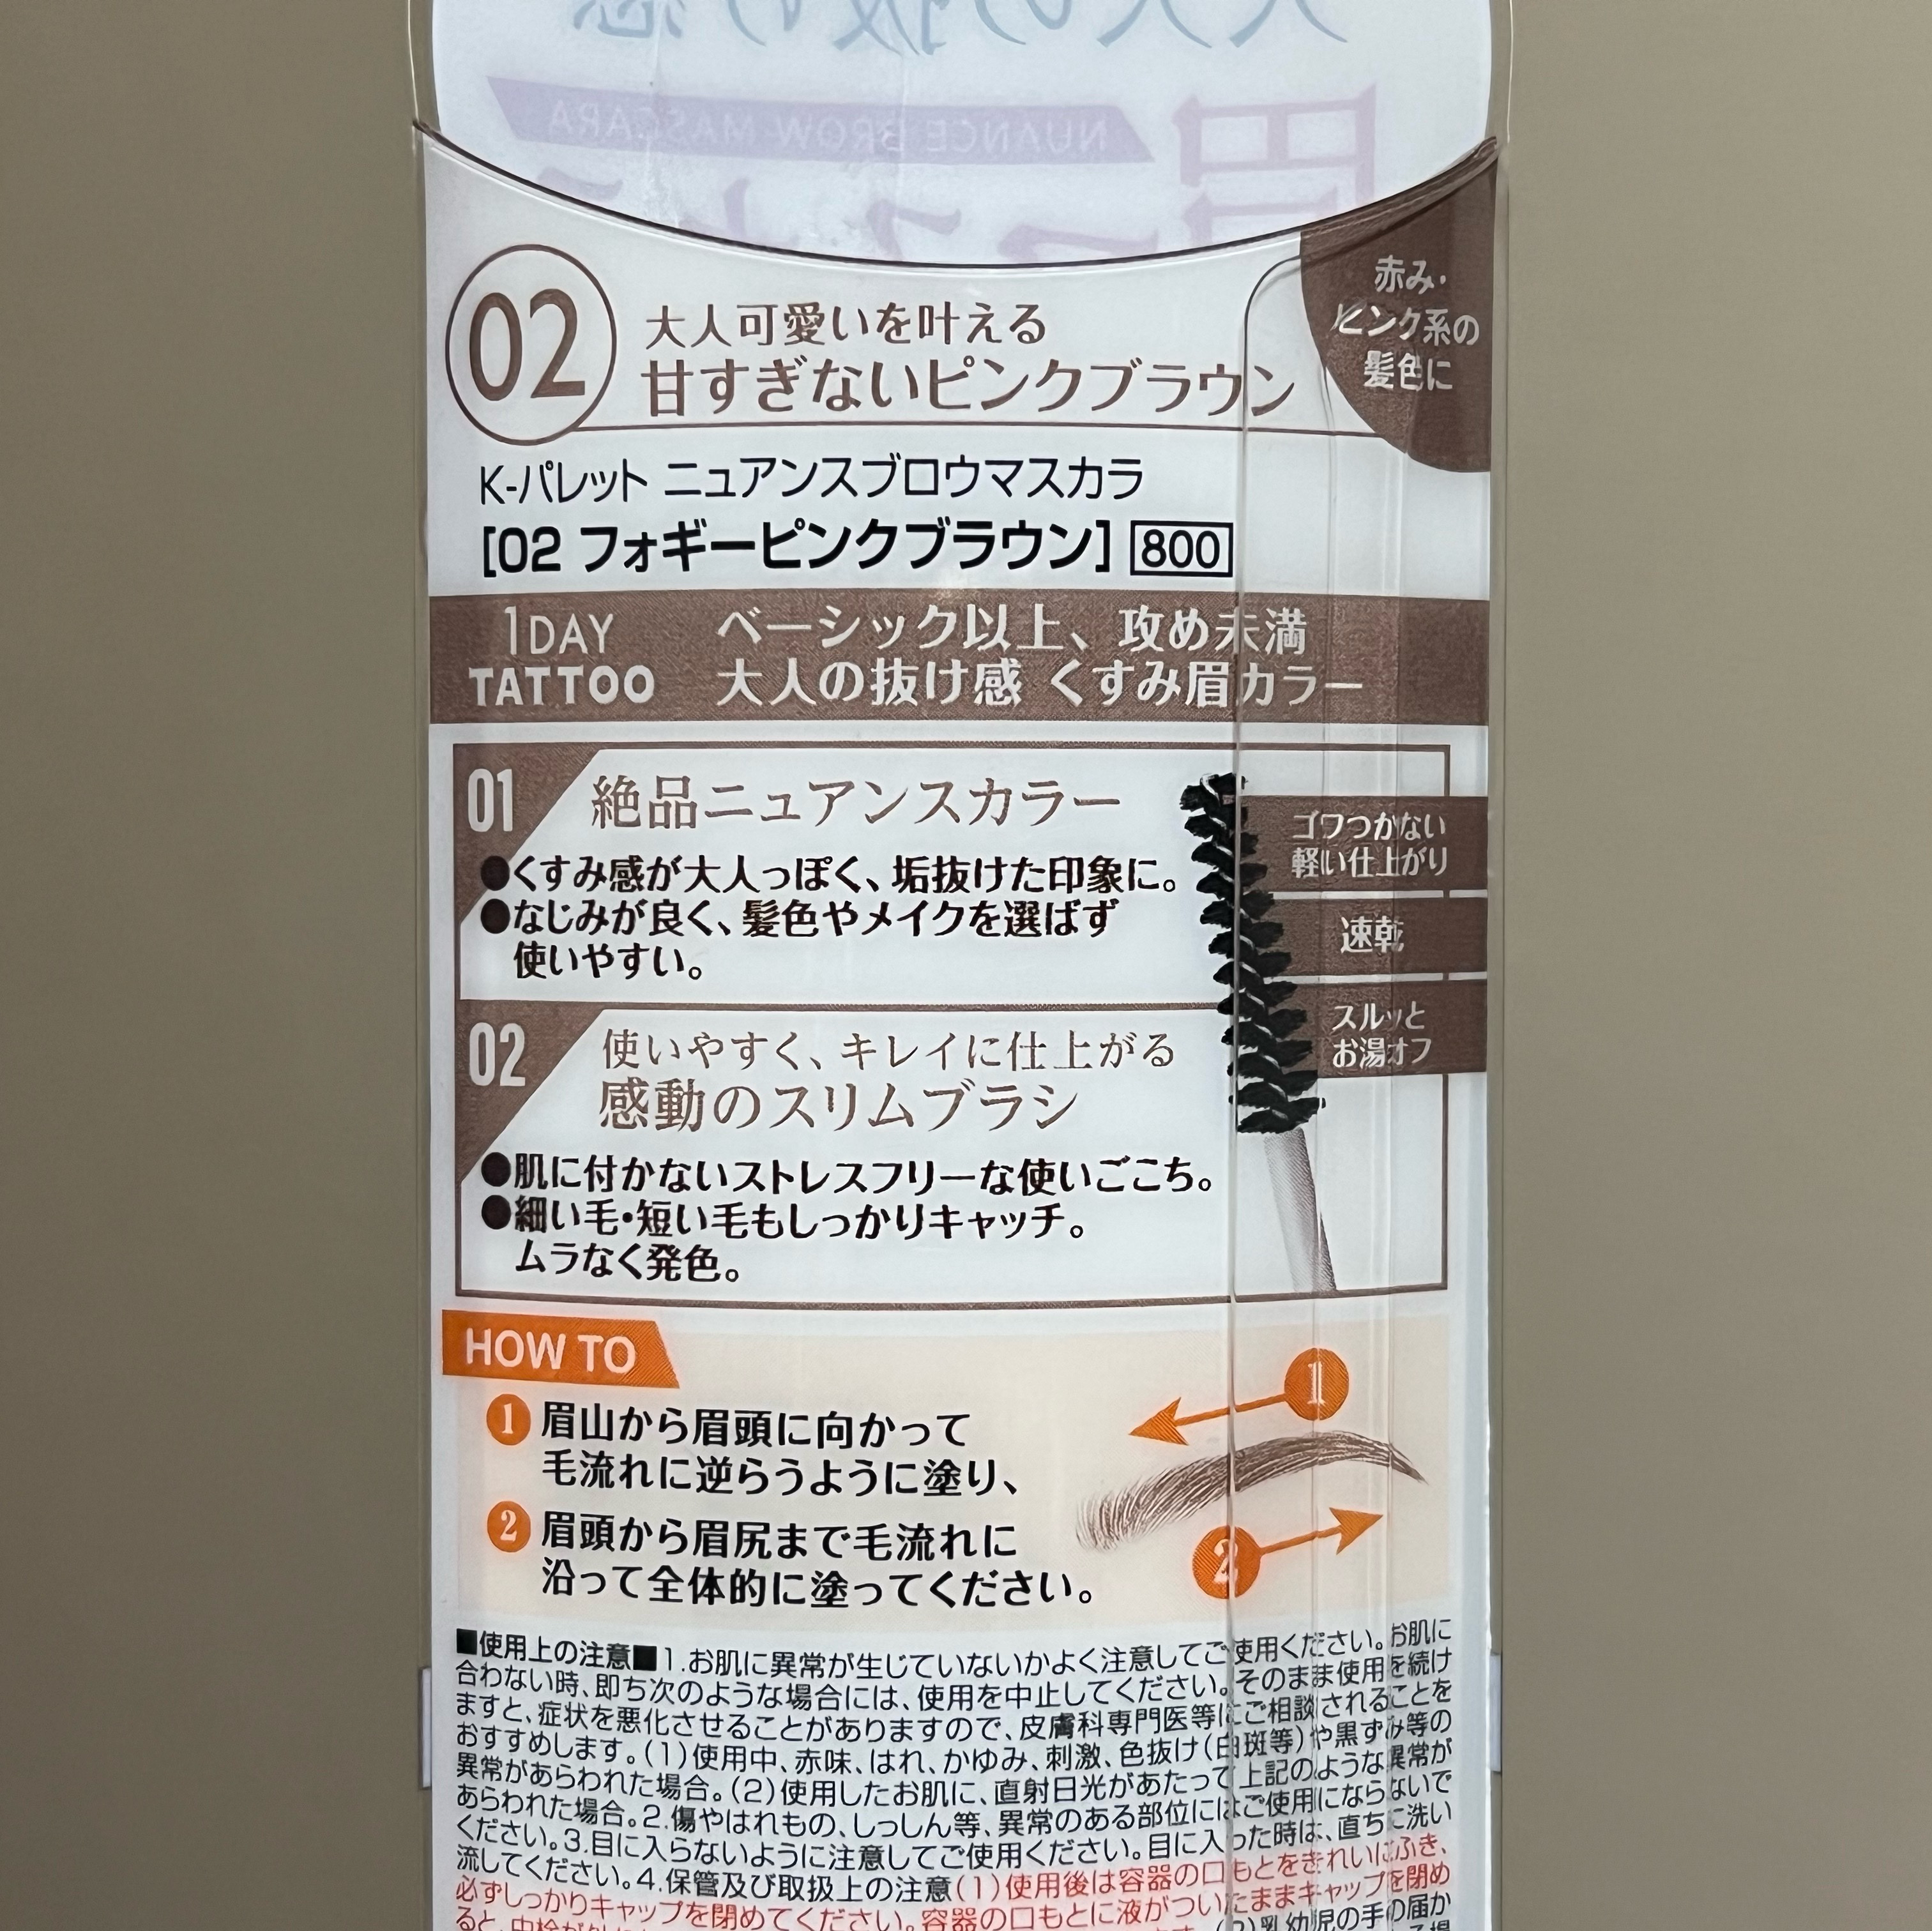 NUANCE BROW MASCARA
02
大人可愛いを叶える
甘すぎないピンクブラウン
赤み・
ピンク系の
髪色に
K-パレット ニュアンスブロウマスカラ
[02 フォギーピンクブラウン] 800
1DAY
TATTOO
ベーシック以上、攻め未満
大人の抜け感 くすみ眉カラー
01
絶品ニュアンスカラー
●くすみ感が大人っぽく、垢抜けた印象に。
●なじみが良く、髪色やメイクを選ばず
使いやすい。
ゴワつかない
軽い仕上がり
速乾
スルッと
お湯オフ
02
使いやすく、キレイに仕上がる
感動のスリムブラシ
●肌に付かないストレスフリーな使いごこち。
●細い毛・短い毛もしっかりキャッチ。
ムラなく発色。
HOW TO
1 眉山から眉頭に向かって
毛流れに逆らうように塗り、
2 眉頭から眉尻まで毛流れに
沿って全体的に塗ってください。
1
2
■使用上の注意■1.お肌に異常が生じていないかよく注意してご使用ください。お肌に
合わない時、即ち次のような場合には、使用を中止してください。そのまま使用を続け
ますと、症状を悪化させることがありますので、皮膚科専門医等にご相談されることを
おすすめします。(1)使用中、赤味、はれ、かゆみ、刺激、色抜け(白斑等)や黒ずみ等の
異常があらわれた場合。(2)使用したお肌に、直射日光があたって上記のような異常が
あらわれた場合。2.傷やはれもの、しっしん等、異常のある部位にはご使用にならないで
ください。3.目に入らないように注意してご使用ください。目に入った時は、直ちに洗い
流してください。4.保管及び取扱上の注意(1)使用後は容器の口もとをきれいにふき、
必ずしっかりキャップを閉めてください。容器の口もとに液がついたままキャップを閉め
(2)乳幼児の手の届か